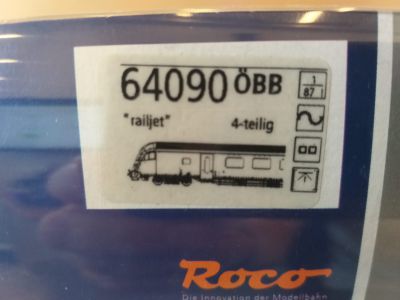 64090 ÖBB
1
87
"railjet" 4-teilig
Roco
Die Innovation der Modellbahn